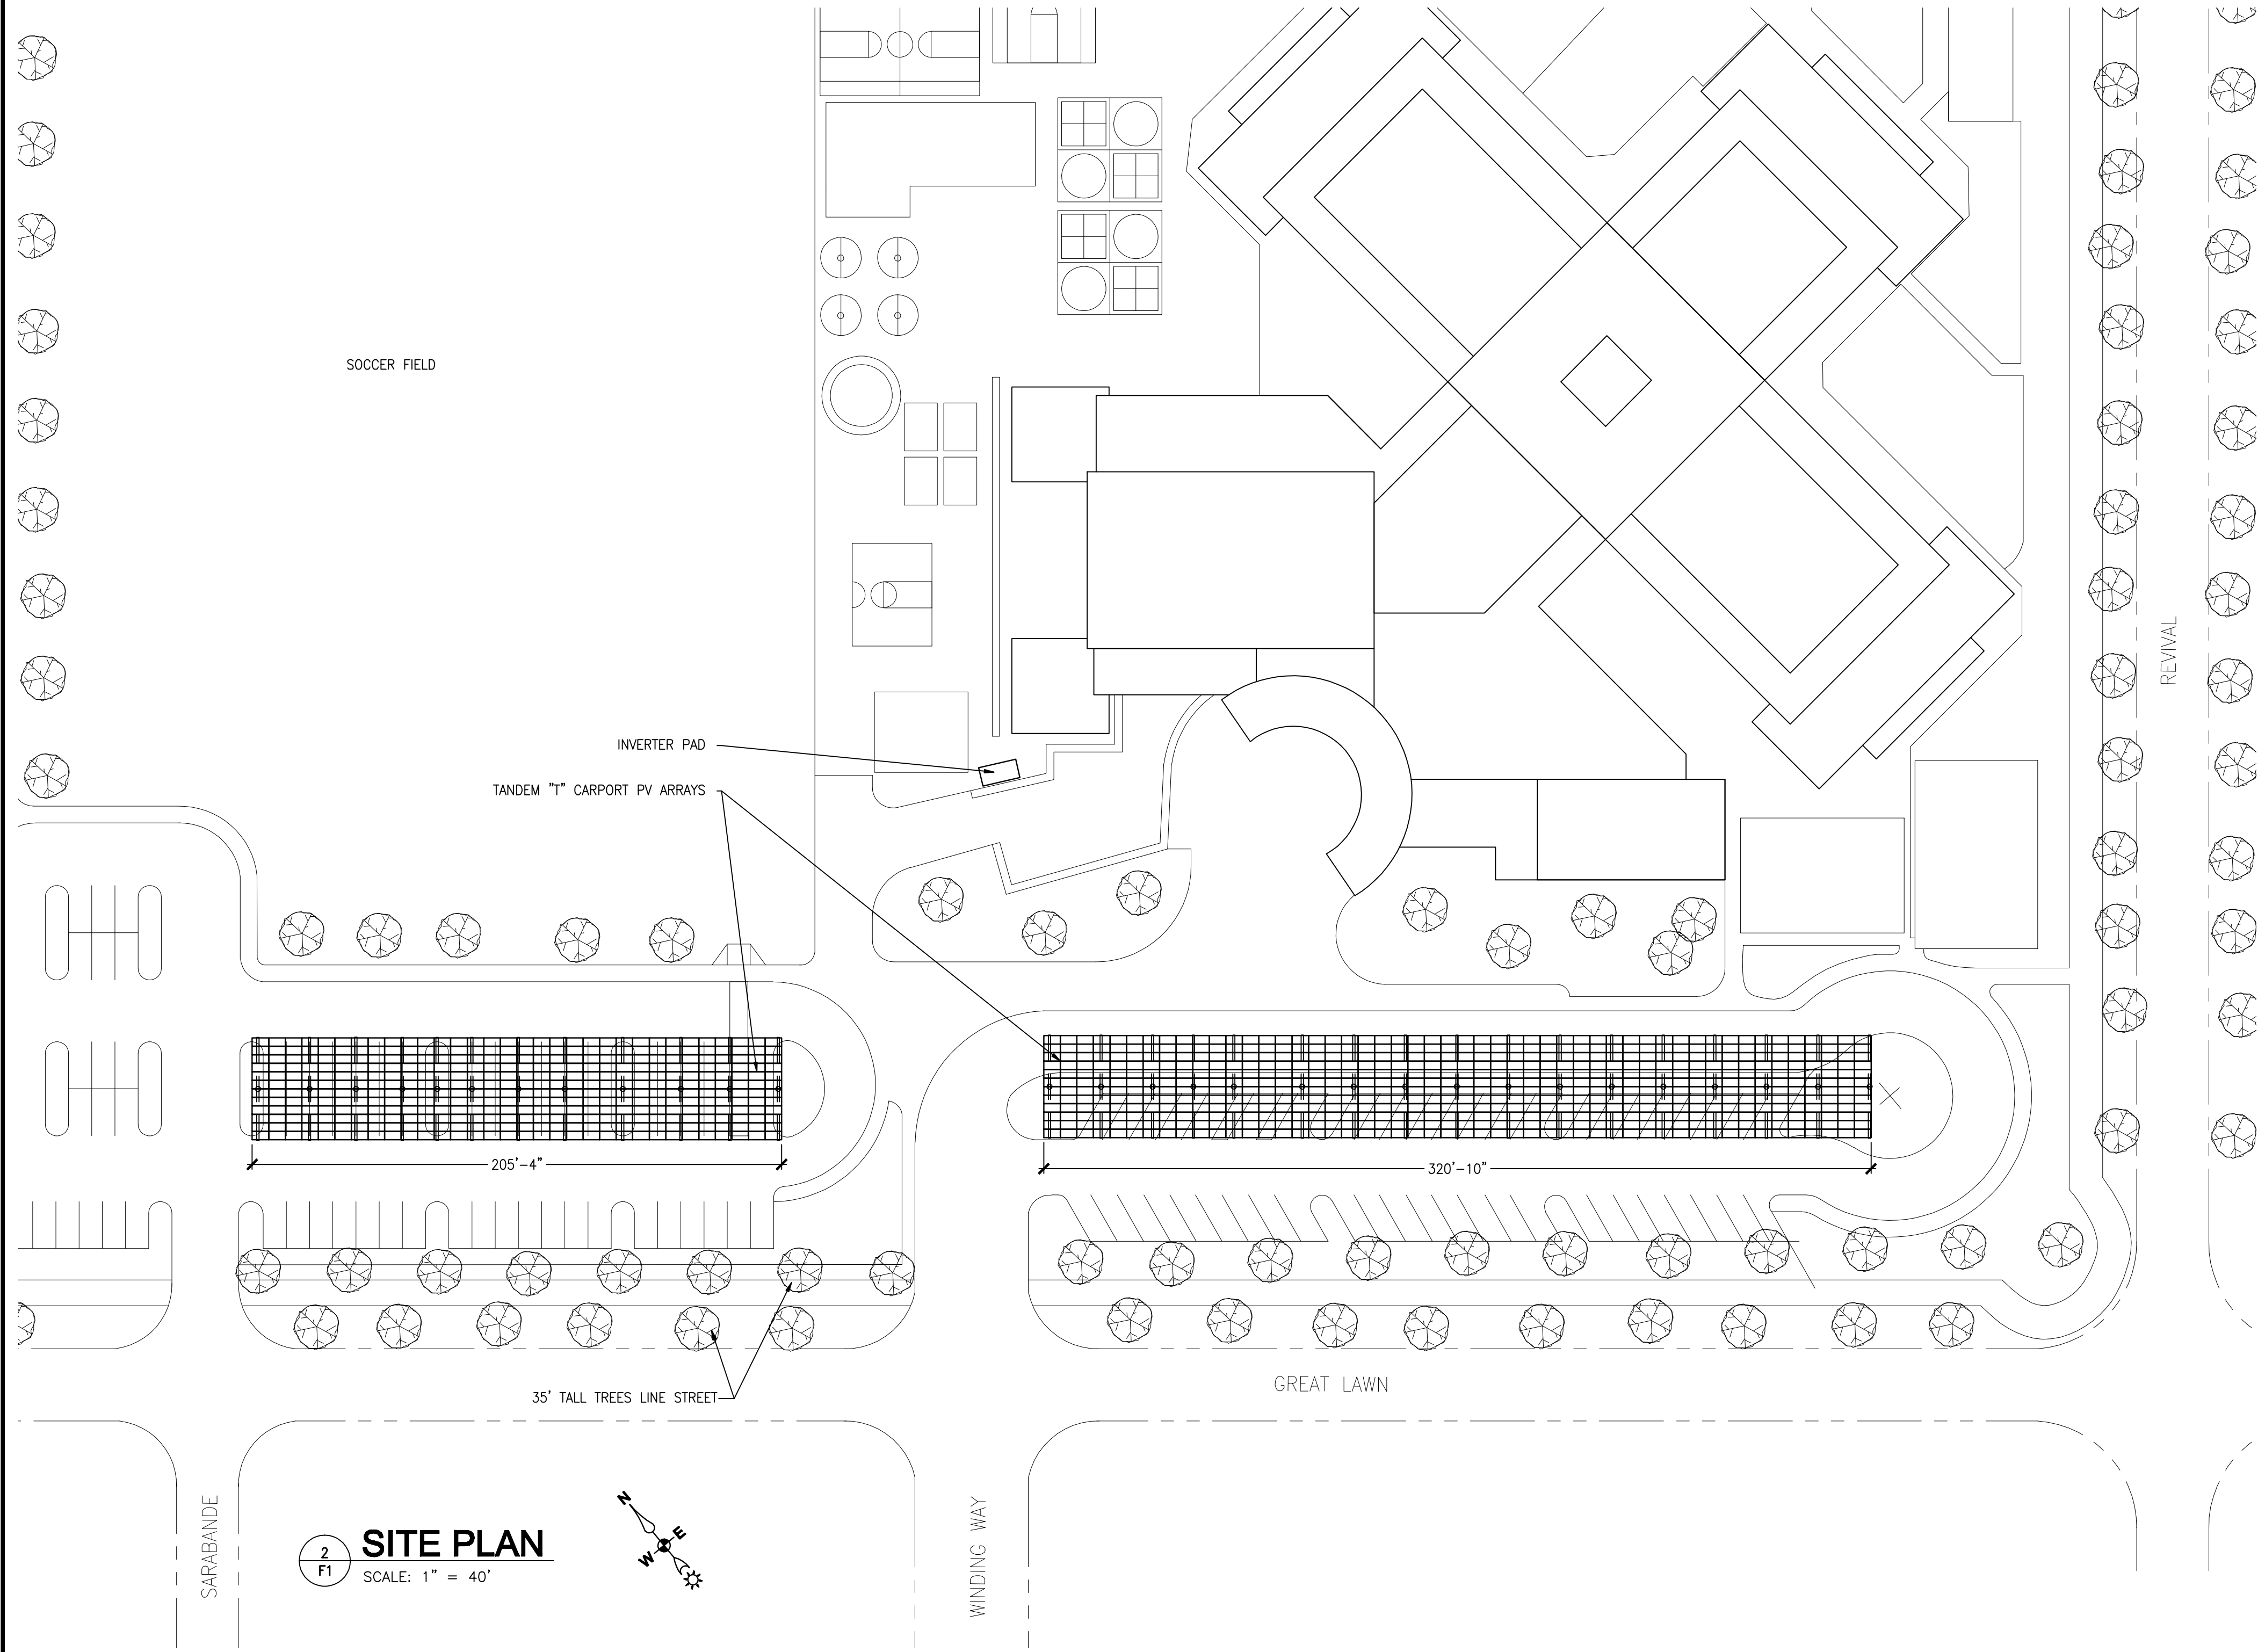 SOCCER FIELD
REVIVAL
INVERTER PAD
TANDEM "T" CARPORT PV ARRAYS
205'-4"
320'-10"
35' TALL TREES LINE STREET
GREAT LAWN
SARABANDE
WINDING WAY
2
F1
SITE PLAN
SCALE: 1" = 40'
N
E
W